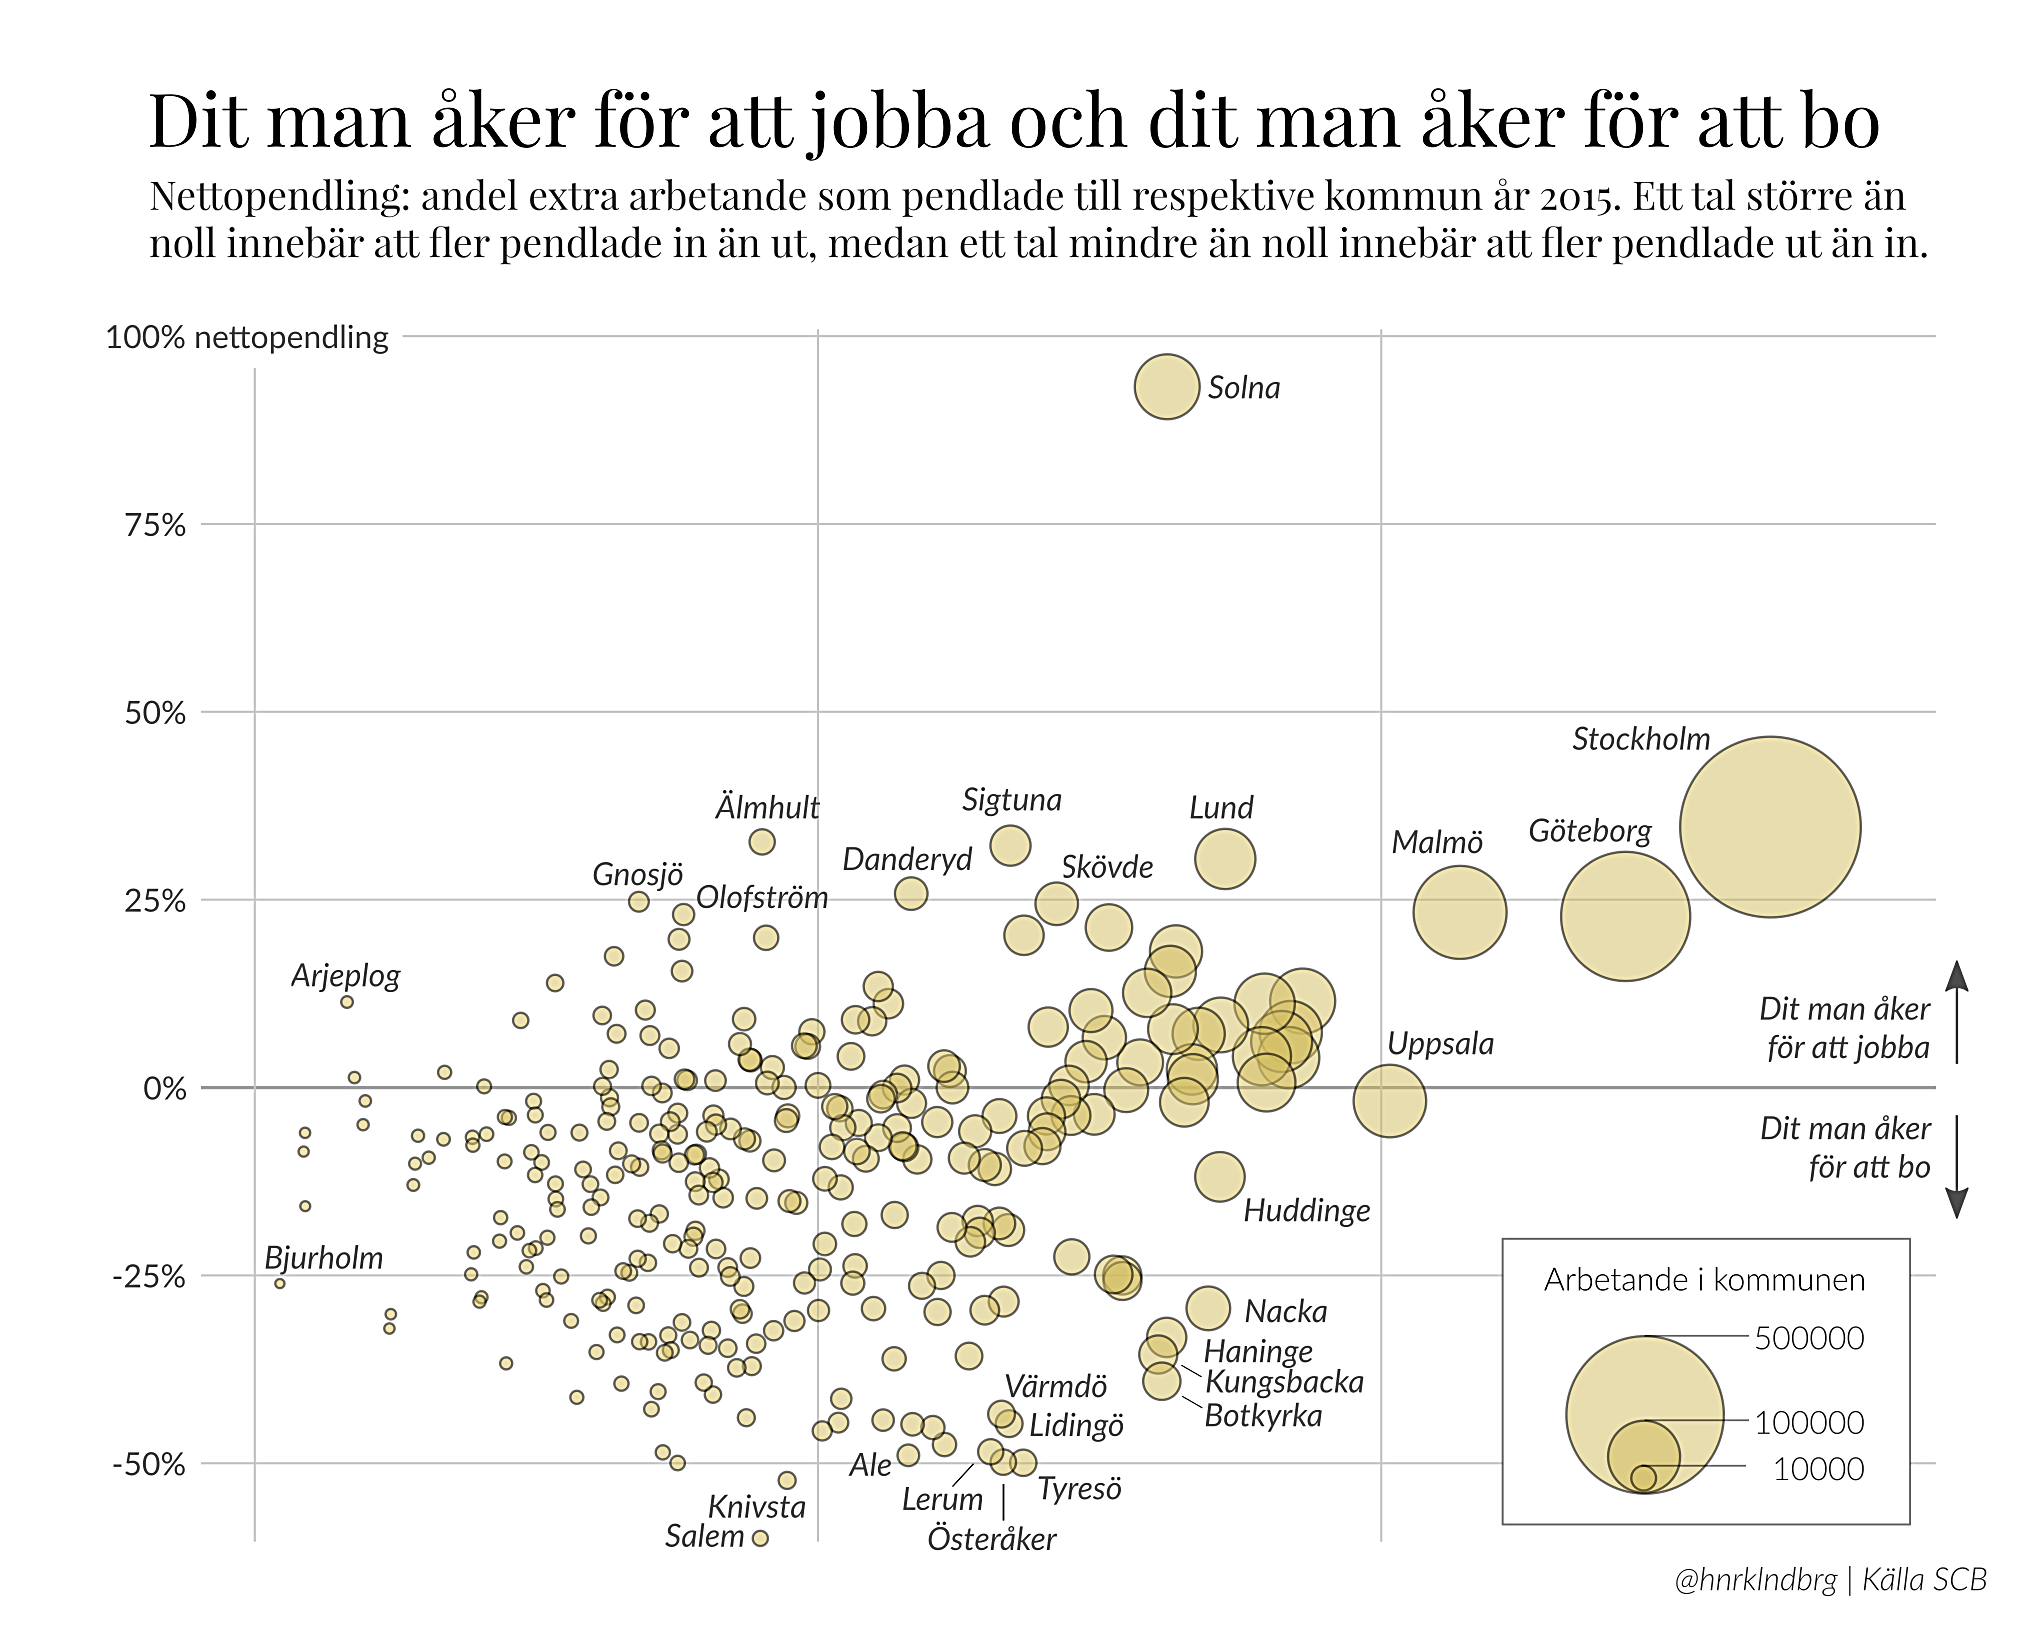 Dit man åker för att jobba och dit man åker för att bo
Nettopendling: andel extra arbetande som pendlade till respektive kommun år 2015. Ett tal större än
noll innebär att fler pendlade in än ut, medan ett tal mindre än noll innebär att fler pendlade ut än in.
100% nettopendling
Solna
75%
50%
Stockholm
Älmhult
Sigtuna
Lund
Göteborg
Malmö
Danderyd
Skövde
Gnosjö
Olofström
25%
Arjeplog
Dit man åker
för att jobba
Uppsala
0%
Dit man åker
för att bo
Huddinge
Bjurholm
-25%
Arbetande i kommunen
Nacka
500000
Haninge
Kungsbacka
Värmdö
Botkyrka
Lidingö
100000
-50%
Ale
10000
Tyresö
Lerum
Knivsta
Salem
Österåker
@hnrklndbrg | Källa SCB